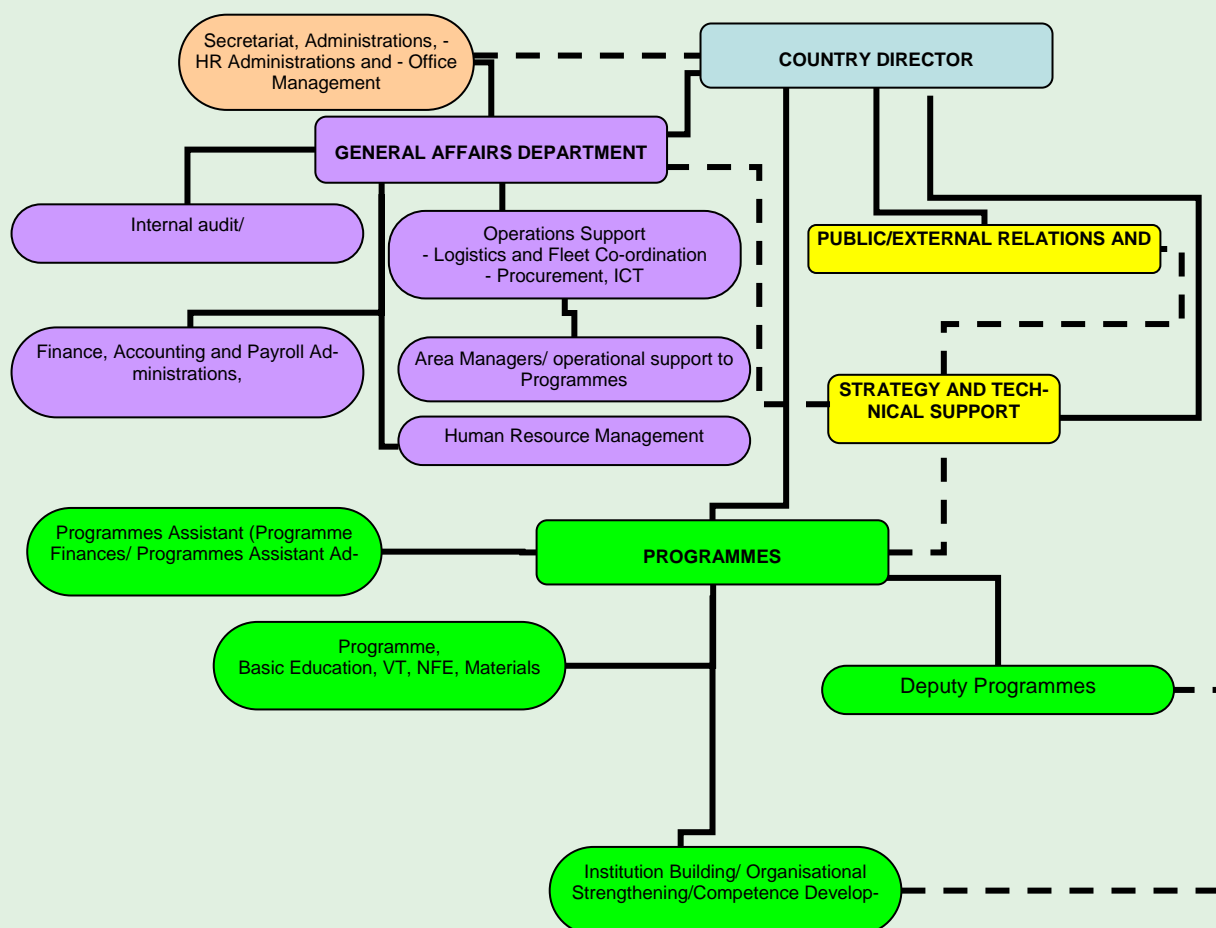 Secretariat, Administrations, -
HR Administrations and - Office
Management
COUNTRY DIRECTOR
GENERAL AFFAIRS DEPARTMENT
Internal audit/
Operations Support
- Logistics and Fleet Co-ordination
- Procurement, ICT
PUBLIC/EXTERNAL RELATIONS AND
Finance, Accounting and Payroll Ad-
ministrations,
Area Managers/ operational support to
Programmes
STRATEGY AND TECH-
NICAL SUPPORT
Human Resource Management
Programmes Assistant (Programme
Finances/ Programmes Assistant Ad-
PROGRAMMES
Programme,
Basic Education, VT, NFE, Materials
Deputy Programmes
Institution Building/ Organisational
Strengthening/Competence Develop-